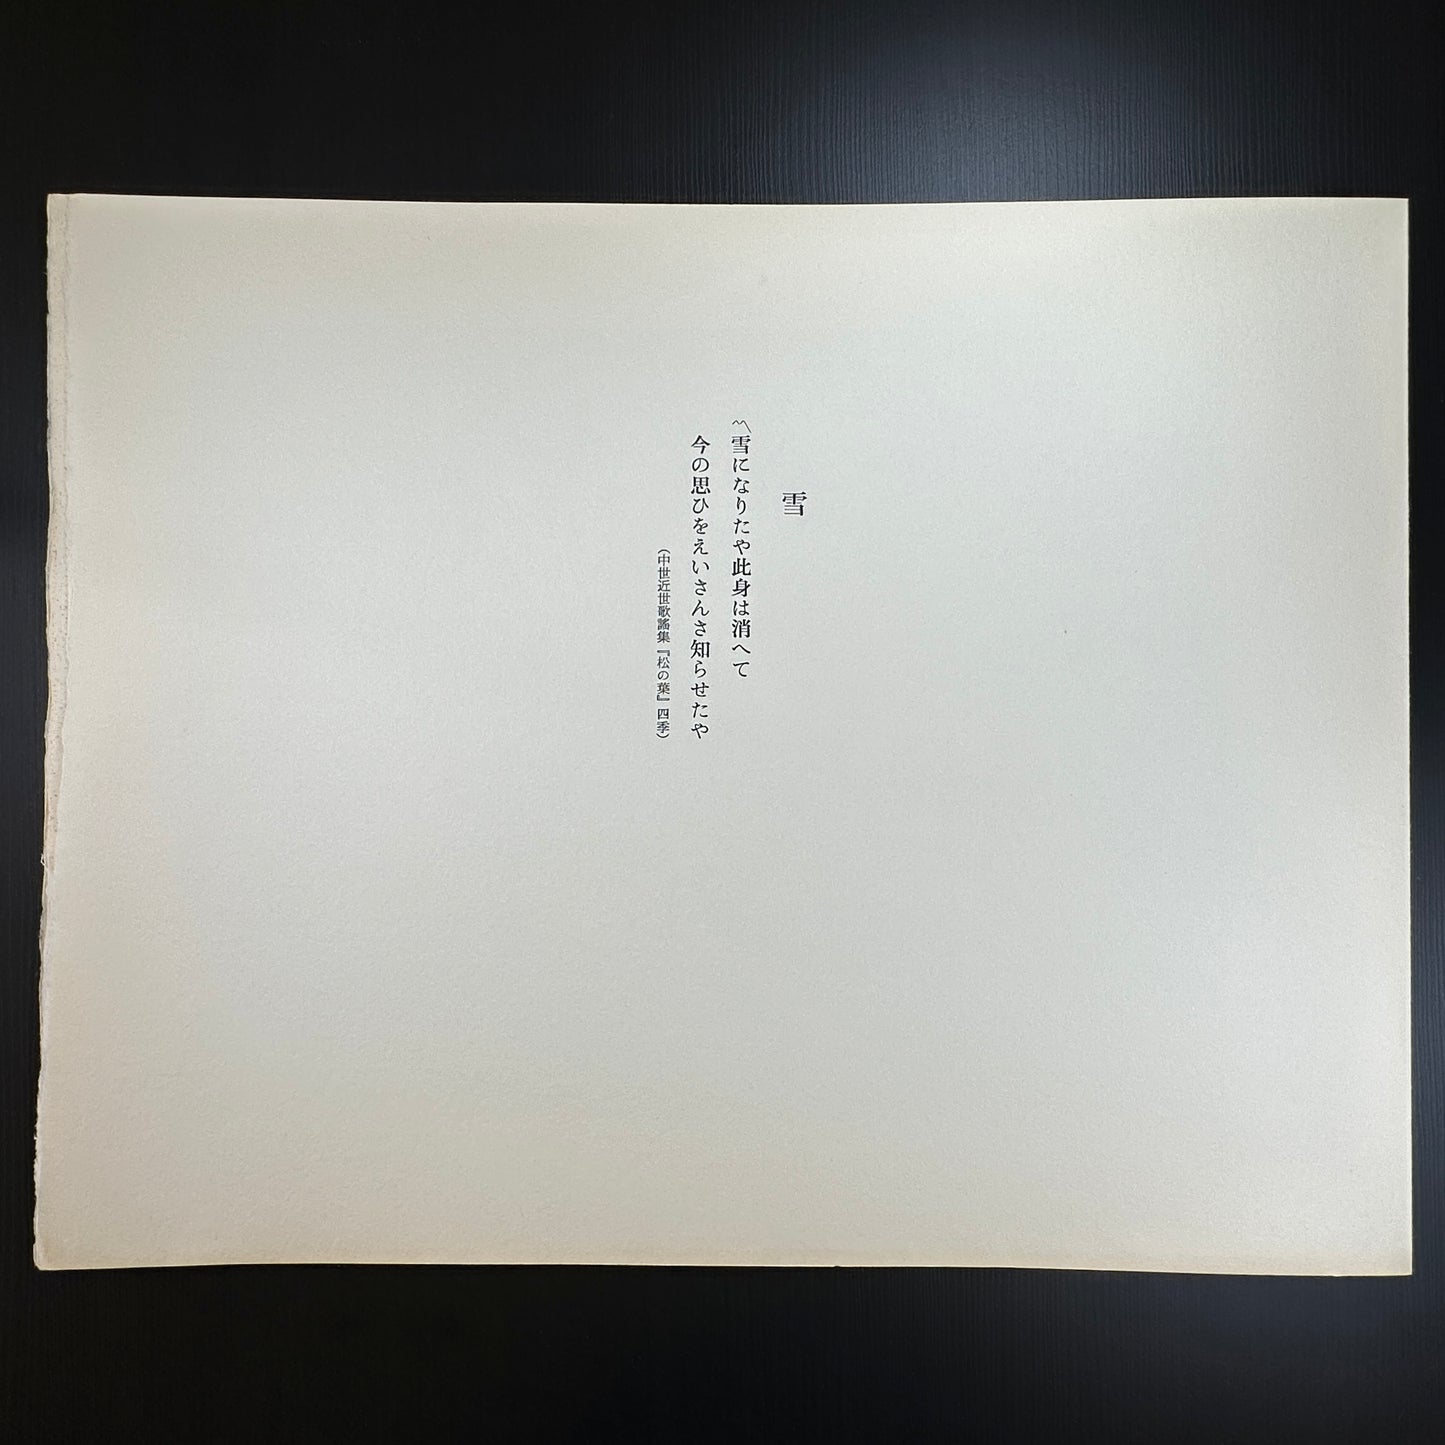 雪
〽雪になりたや此身は消へて
今の思ひをえいさんさ知らせたや
(中世近世歌謠集『松の葉』四季)